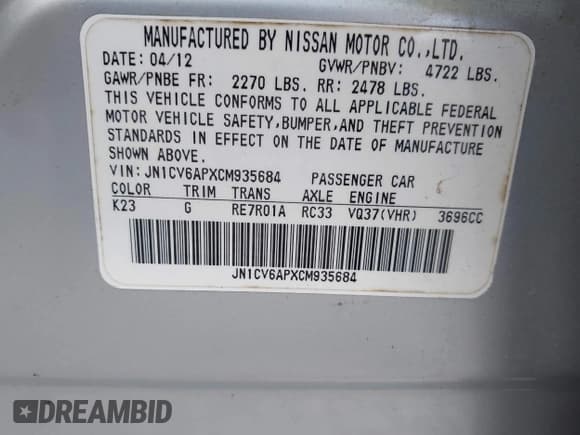 MANUFACTURED BY NISSAN MOTOR CO.,LTD.
DATE: 04/12 GVWR/PNBV: 4722 LBS.
GAWR/PNBE FR: 2270 LBS. RR: 2478 LBS.
THIS VEHICLE CONFORMS TO ALL APPLICABLE FEDERAL
MOTOR VEHICLE SAFETY,BUMPER,AND THEFT PREVENTION
STANDARDS IN EFFECT ON THE DATE OF MANUFACTURE
SHOWN ABOVE.
VIN: JN1CV6APXCM935684 PASSENGER CAR
COLOR TRIM TRANS AXLE ENGINE
K23 G RE7R01A RC33 VQ37(VHR) 3696CC
JN1CV6APXCM935684
DREAMBID